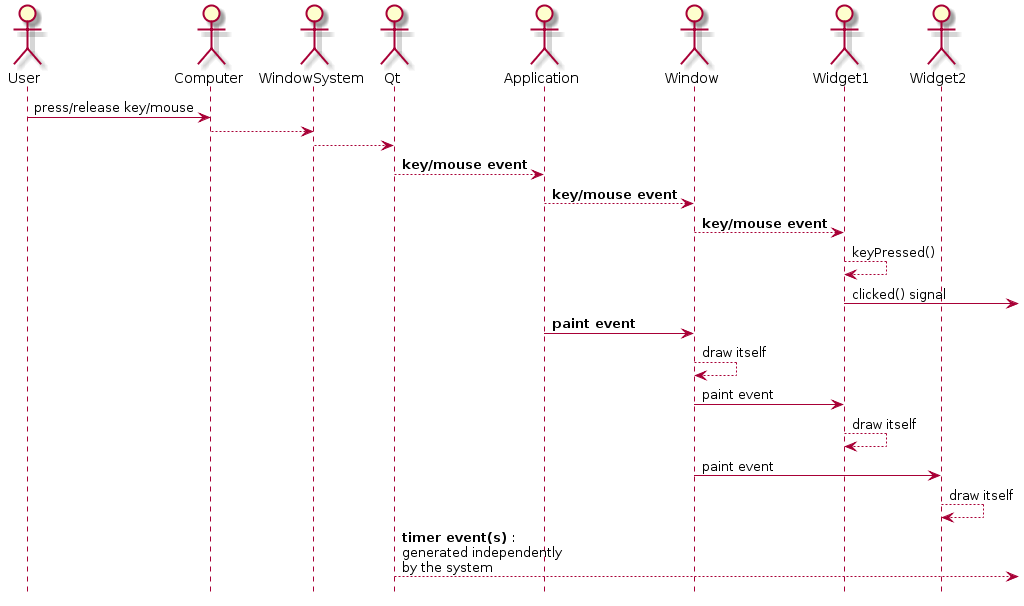 User Computer WindowSystem Qt Application Window Widget1 Widget2
press/release key/mouse
key/mouse event
key/mouse event
key/mouse event
keyPressed()
clicked() signal
paint event
draw itself
paint event
draw itself
paint event
draw itself
timer event(s) :
generated independently
by the system